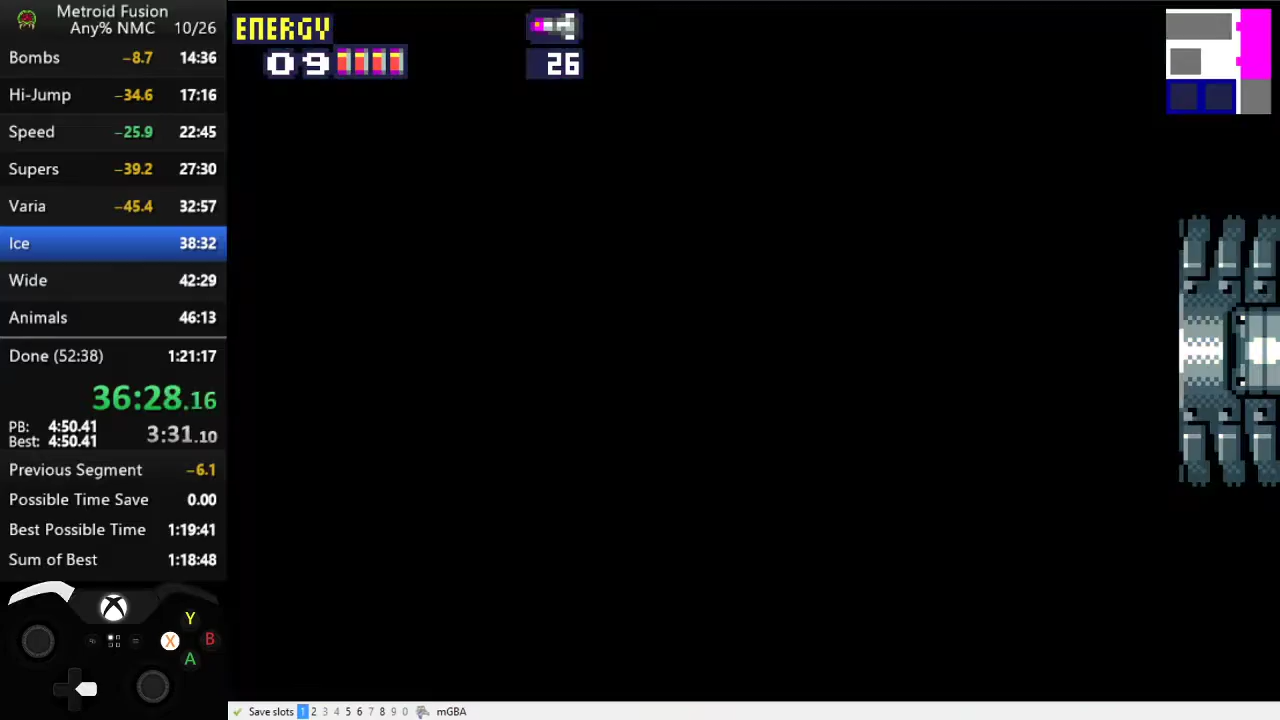 Metroid Fusion
Any% NMC 10/26
Bombs -8.7 14:36
Hi-Jump -34.6 17:16
Speed -25.9 22:45
Supers -39.2 27:30
Varia -45.4 32:57
Ice 38:32
Wide 42:29
Animals 46:13
Done (52:38) 1:21:17
36:28.16
PB: 4:50.41
Best: 4:50.41
3:31.10
Previous Segment -6.1
Possible Time Save 0.00
Best Possible Time 1:19:41
Sum of Best 1:18:48
Y
X B
A
ENERGY
09
26
Save slots 1 2 3 4 5 6 7 8 9 0 mGBA